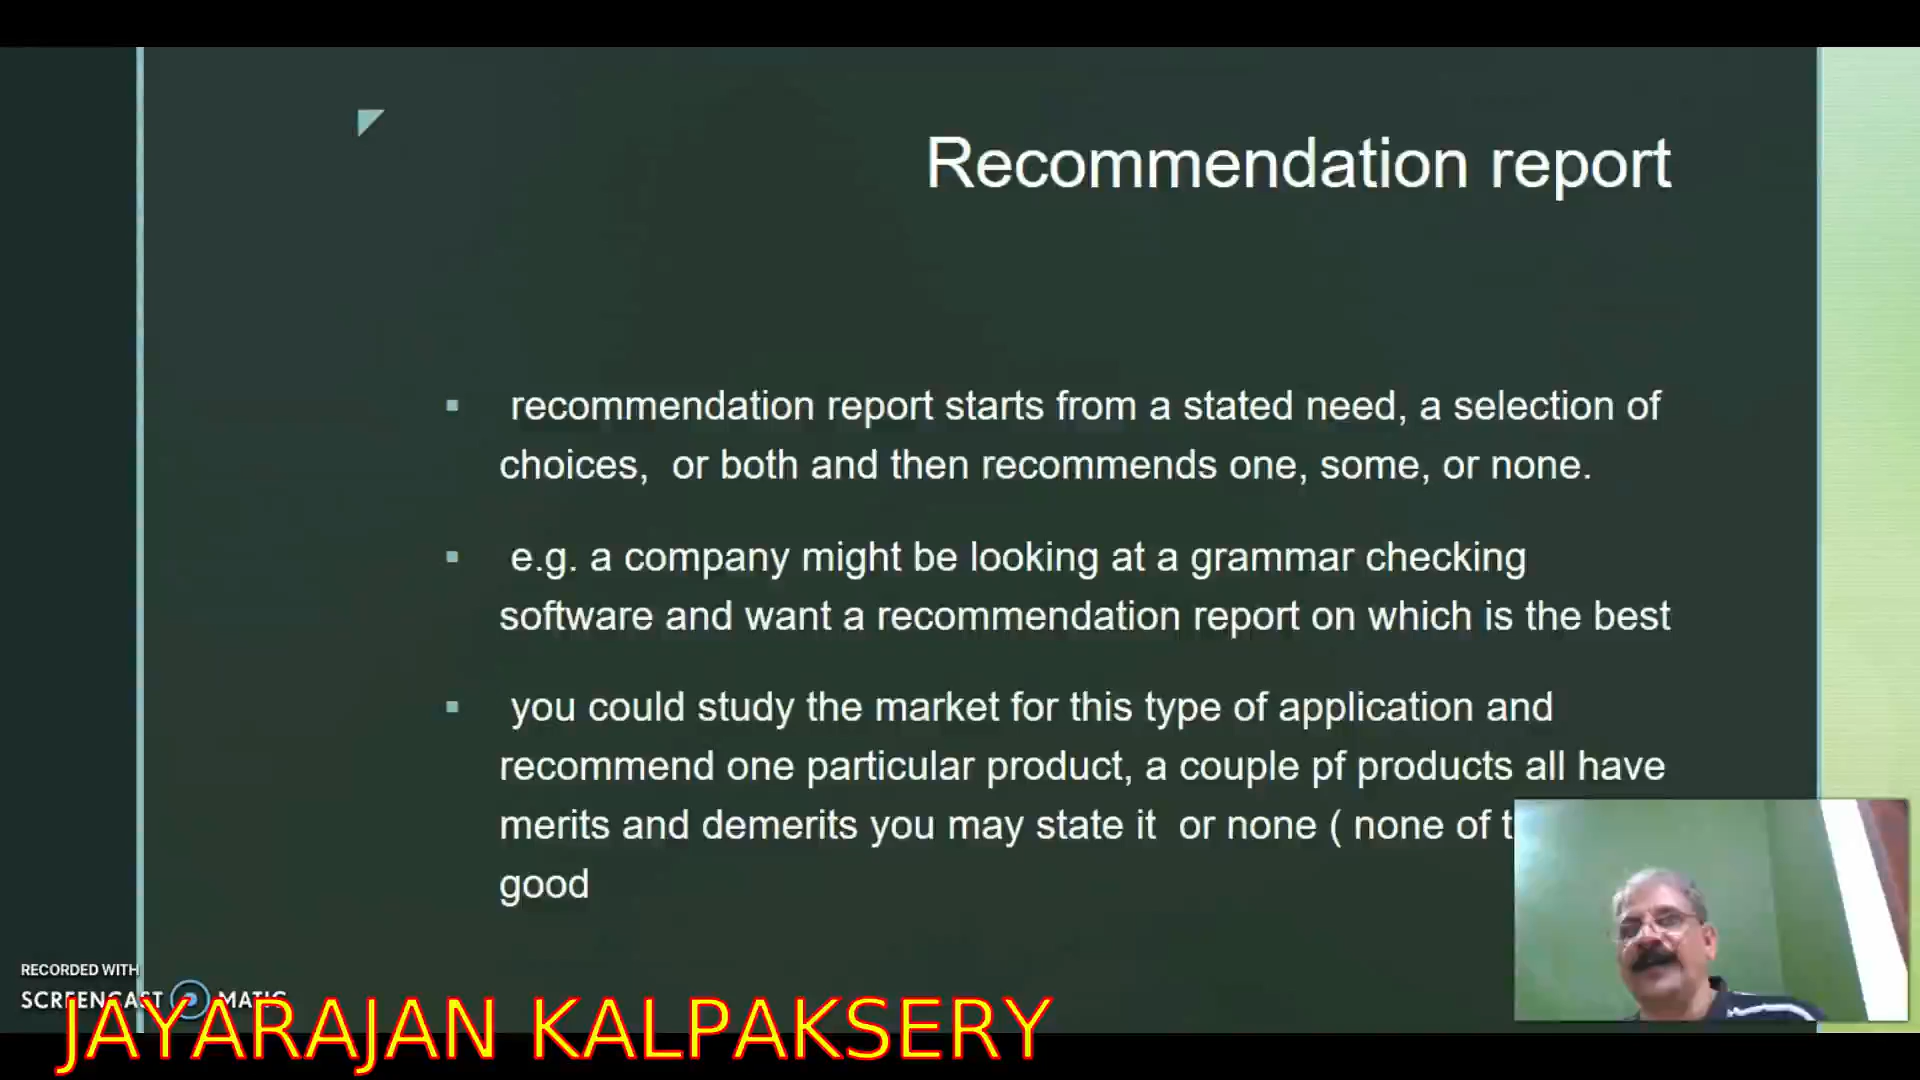 Recommendation report
recommendation report starts from a stated need, a selection of
choices, or both and then recommends one, some, or none.
e.g. a company might be looking at a grammar checking
software and want a recommendation report on which is the best
you could study the market for this type of application and
recommend one particular product, a couple pf products all have
merits and demerits you may state it or none ( none of
good
RECORDED WITH
SCREENCAST MATIC
JAYARAJAN KALPAKSERY